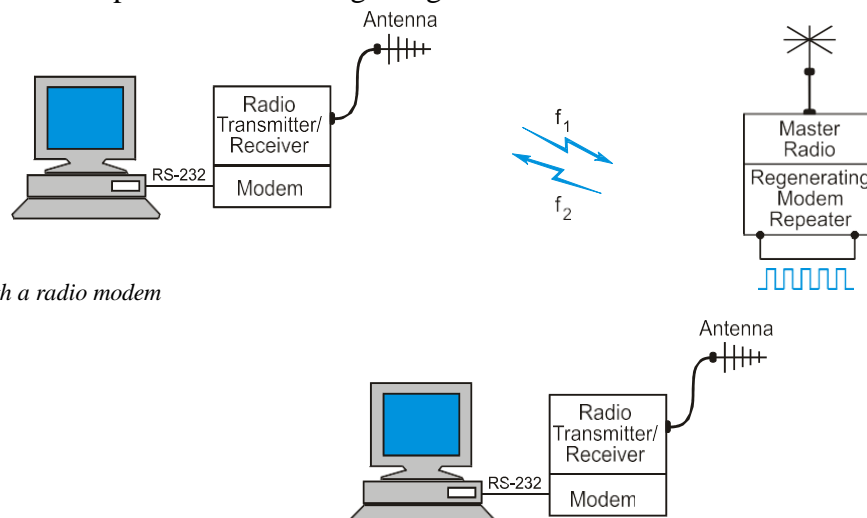 Antenna
Radio
Transmitter/
Receiver
RS-232
Modem
f1
f2
Master
Radio
Regenerating
Modem
Repeater
a radio modem
Antenna
Radio
Transmitter/
Receiver
RS-232
Modem